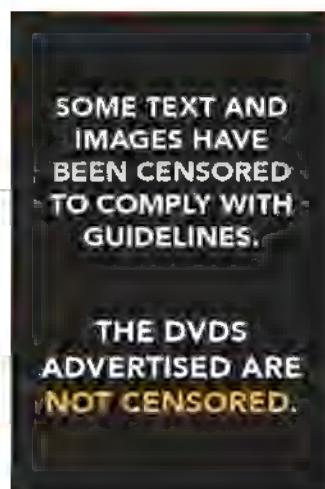 SOME TEXT AND
IMAGES HAVE
BEEN CENSORED
TO COMPLY WITH
GUIDELINES.
THE DVDS
ADVERTISED ARE
NOT CENSORED.